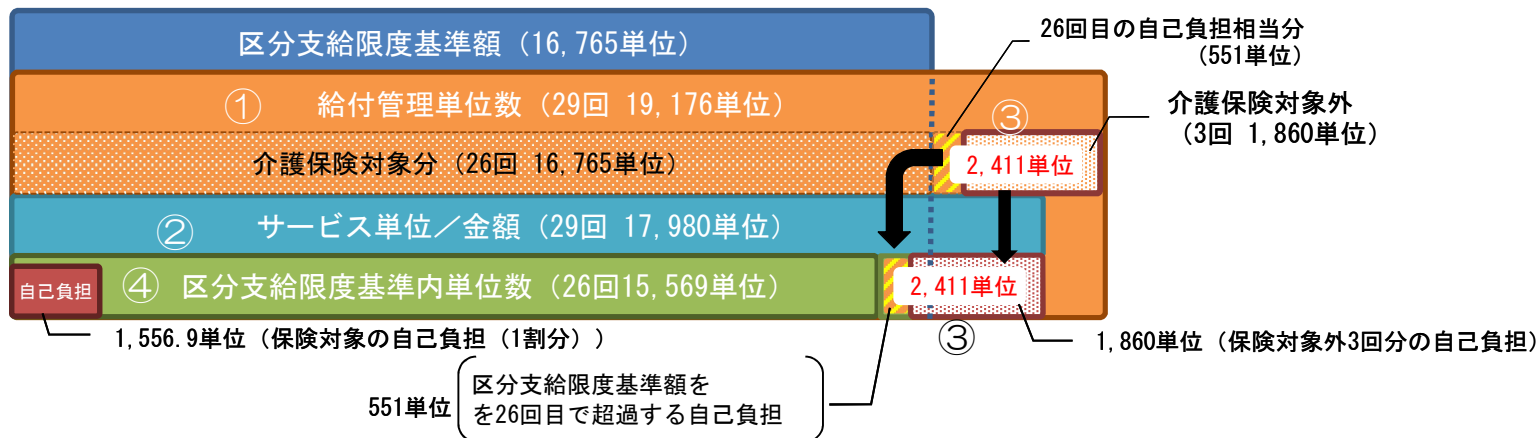 区分支給限度基準額（16,765単位）
26回目の自己負担相当分
（551単位）
① 給付管理単位数（29回 19,176単位）
③
介護保険対象外
（3回 1,860単位）
介護保険対象分（26回 16,765単位）
2,411単位
② サービス単位／金額（29回 17,980単位）
自己負担
④ 区分支給限度基準内単位数（26回15,569単位）
2,411単位
③
1,556.9単位（保険対象の自己負担（1割分））
1,860単位（保険対象外3回分の自己負担）
551単位
区分支給限度基準額を
を26回目で超過する自己負担